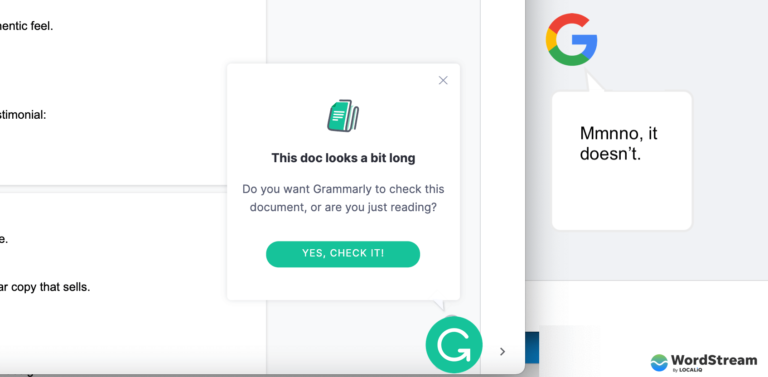 nentic feel.
stimonial:
e.
ar copy that sells.
This doc looks a bit long
Do you want Grammarly to check this
document, or are you just reading?
YES, CHECK IT!
Mmnno, it
doesn't.
WordStream
by LOCALiQ